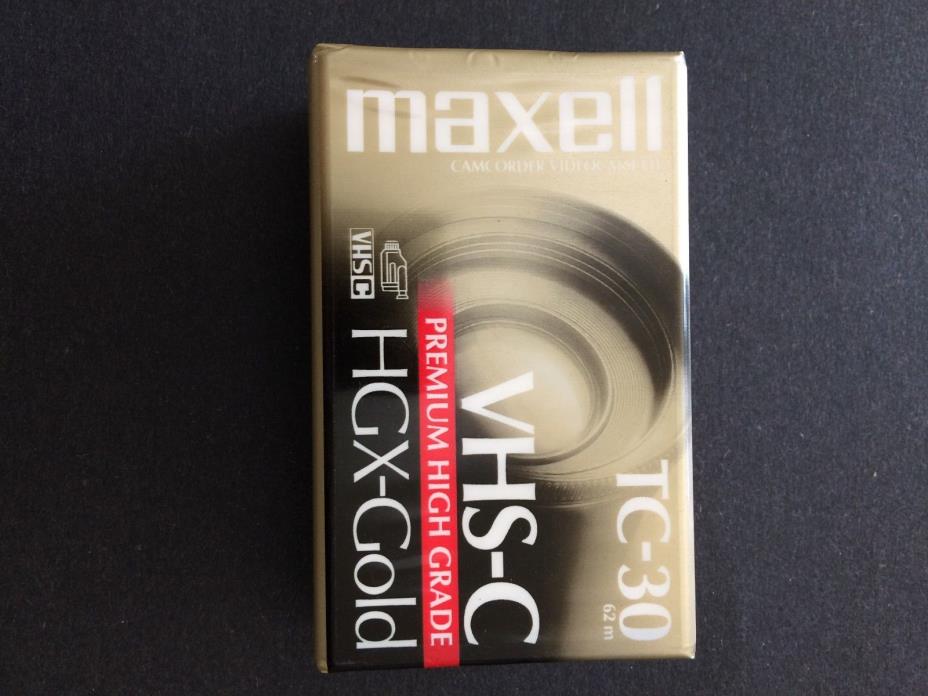 maxell
CAMCORDER VIDEOCASSETTE
TC-30
62 m
VHS-C
PREMIUM HIGH GRADE
VHS C
HGX-Gold